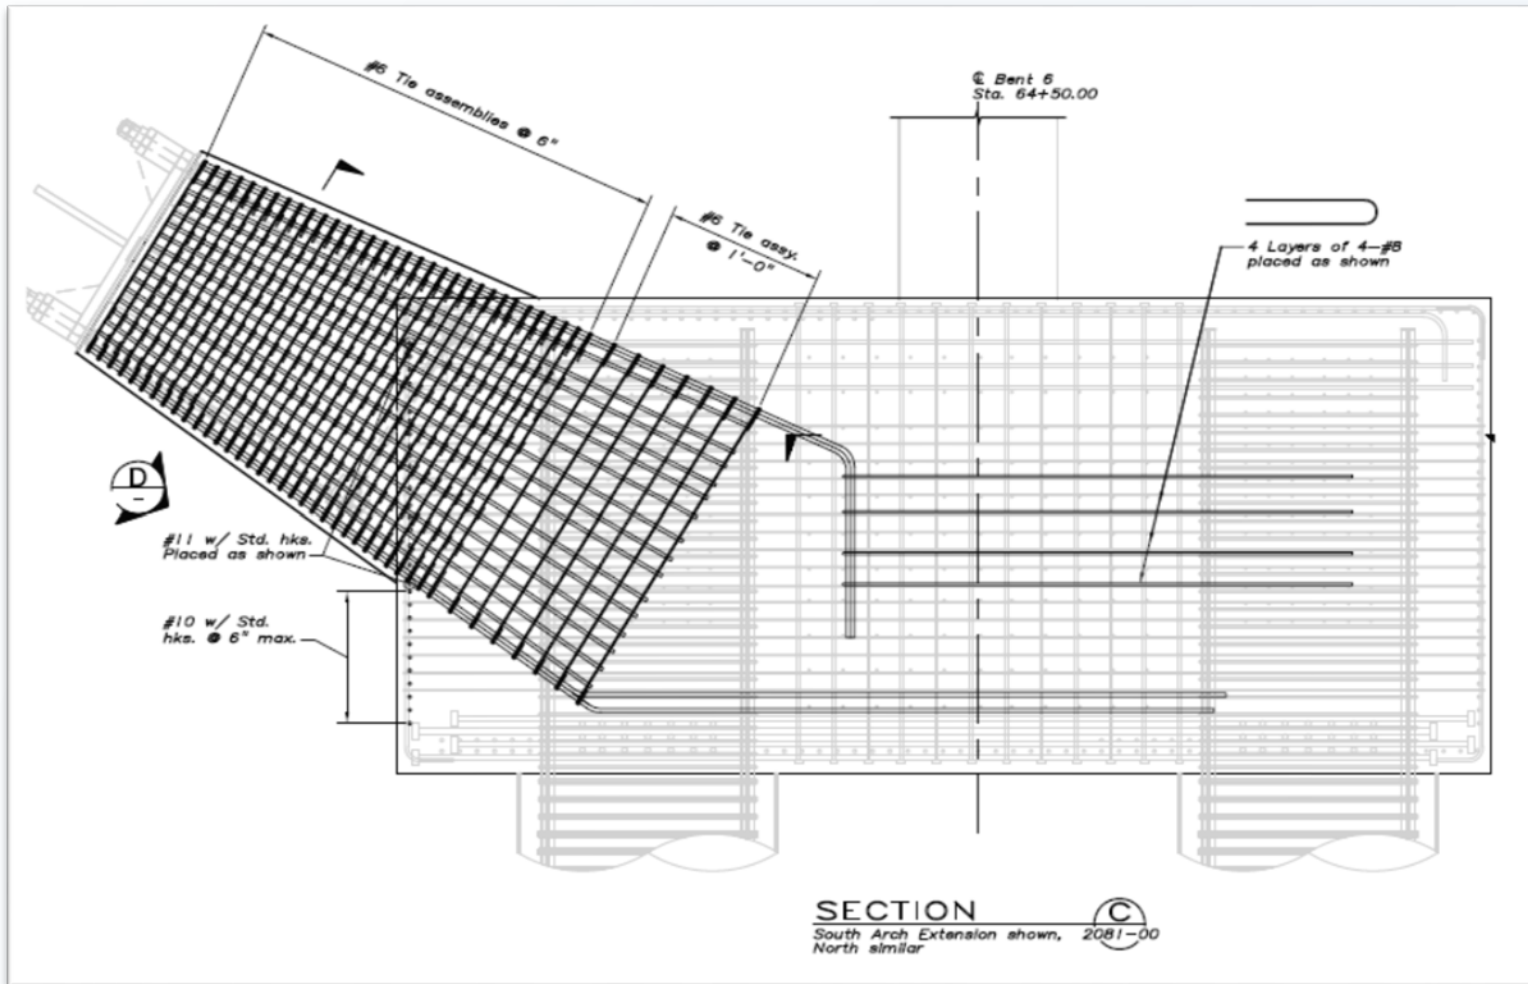 #6 Tie assemblies @ 6"
℄ Bent 6
Sta. 64+50.00
#6 Tie assy.
@ 1'-0"
4 Layers of 4-#8
placed as shown
D
-
#11 w/ Std. hks.
Placed as shown
#10 w/ Std.
hks. @ 6" max.
SECTION
C
South Arch Extension shown,
2081-00
North similar